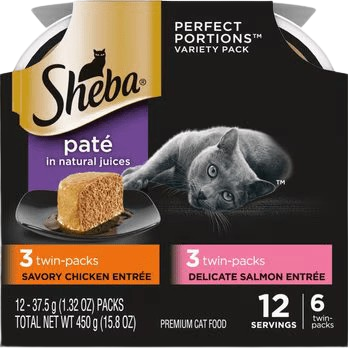 PERFECT
PORTIONS™
VARIETY PACK
Sheba®
paté
in natural juices
™
3 twin-packs
SAVORY CHICKEN ENTRÉE
3 twin-packs
DELICATE SALMON ENTRÉE
12 - 37.5 g (1.32 OZ) PACKS
TOTAL NET WT 450 g (15.8 OZ)
PREMIUM CAT FOOD
12
SERVINGS
6
twin-
packs